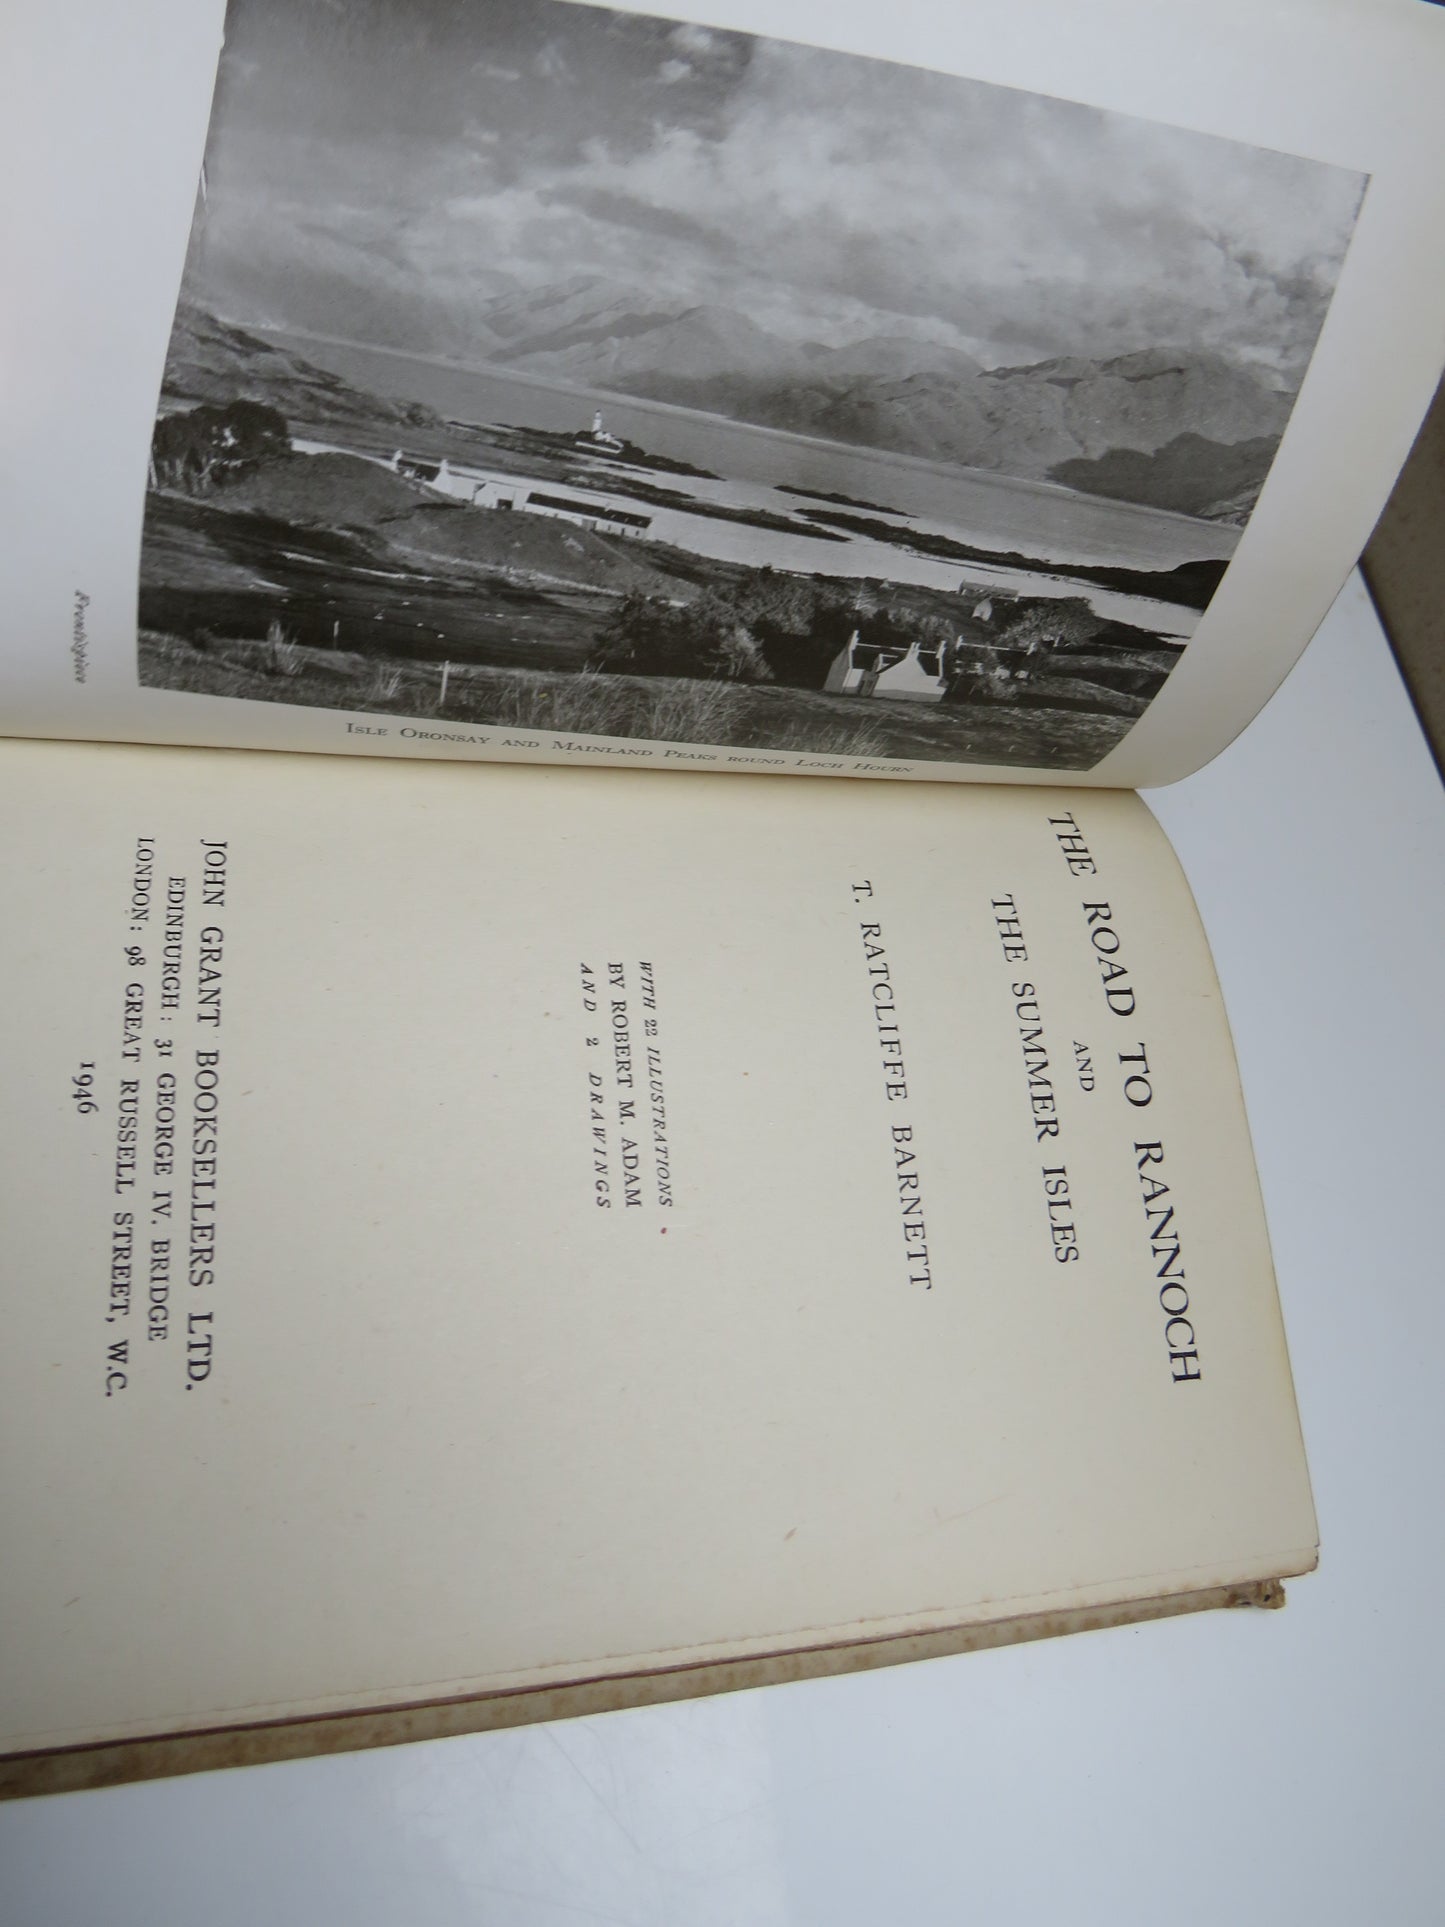 Frontispiece
ISLE ORONSAY AND MAINLAND PEAKS ROUND LOCH HOURN
THE ROAD TO RANNOCH
AND
THE SUMMER ISLES
T. RATCLIFFE BARNETT
WITH 22 ILLUSTRATIONS
BY ROBERT M. ADAM
AND 2 DRAWINGS
JOHN GRANT BOOKSELLERS LTD.
EDINBURGH: 31 GEORGE IV. BRIDGE
LONDON: 98 GREAT RUSSELL STREET, W.C.
1946